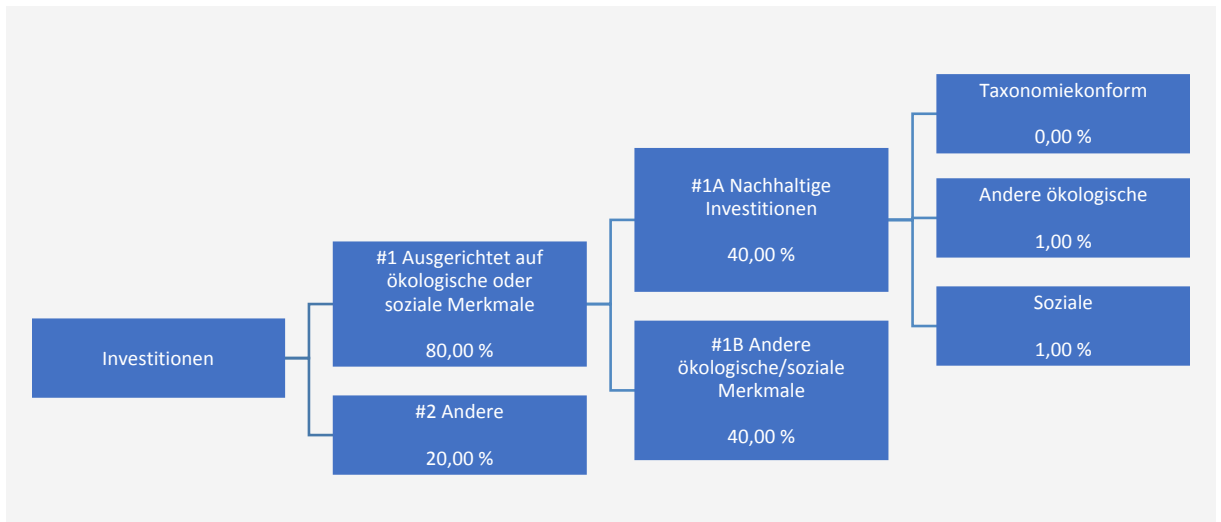 Investitionen
#1 Ausgerichtet auf
ökologische oder
soziale Merkmale
80,00 %
#2 Andere
20,00 %
#1A Nachhaltige
Investitionen
40,00 %
#1B Andere
ökologische/soziale
Merkmale
40,00 %
Taxonomiekonform
0,00 %
Andere ökologische
1,00 %
Soziale
1,00 %